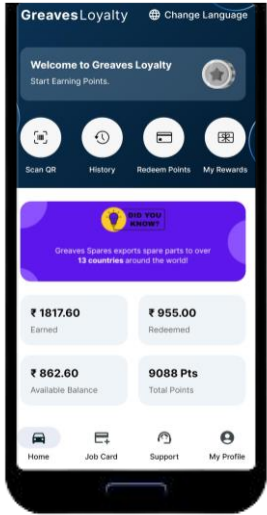 GreavesLoyalty Change Language
Welcome to Greaves Loyalty
Start Earning Points.
Scan QR History Redeem Points My Rewards
DID YOU
KNOW?
Greaves Spares exports spare parts to over
13 countries around the world!
₹ 1817.60 ₹ 955.00
Earned Redeemed
₹ 862.60 9088 Pts
Available Balance Total Points
Home Job Card Support My Profile